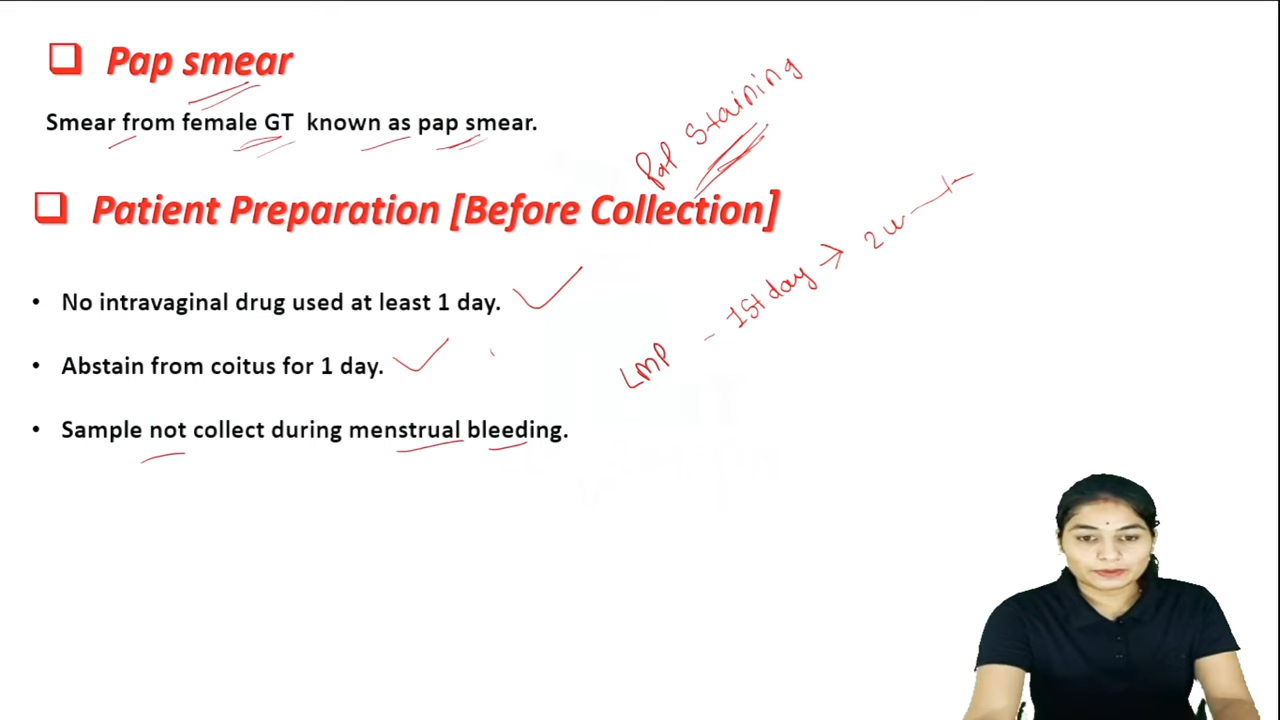 Pap smear
Smear from female GT known as pap smear.
Pap Staining
Patient Preparation [Before Collection]
• No intravaginal drug used at least 1 day.
• Abstain from coitus for 1 day.
LMP - 1st day → 2 w
• Sample not collect during menstrual bleeding.